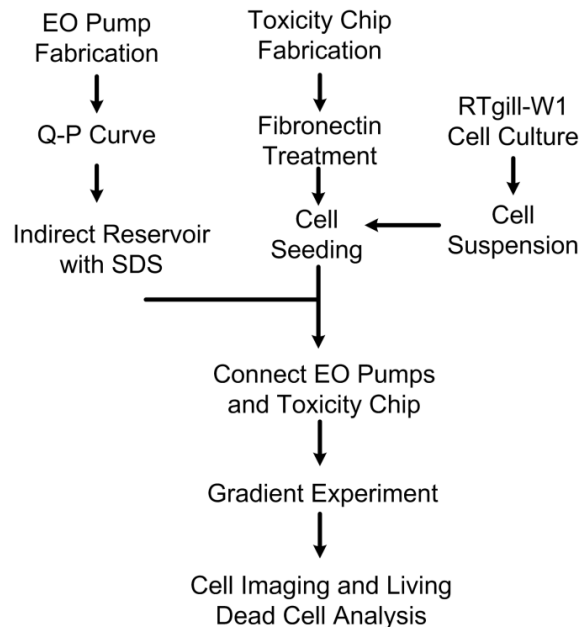 EO Pump
Fabrication
Q-P Curve
Indirect Reservoir
with SDS
Toxicity Chip
Fabrication
Fibronectin
Treatment
Cell
Seeding
RTgill-W1
Cell Culture
Cell
Suspension
Connect EO Pumps
and Toxicity Chip
Gradient Experiment
Cell Imaging and Living
Dead Cell Analysis